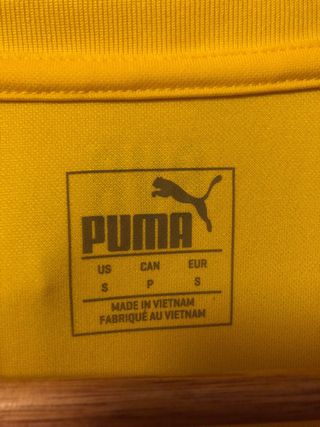 PUMA
US CAN EUR
S P S
MADE IN VIETNAM
FABRIQUÉ AU VIETNAM